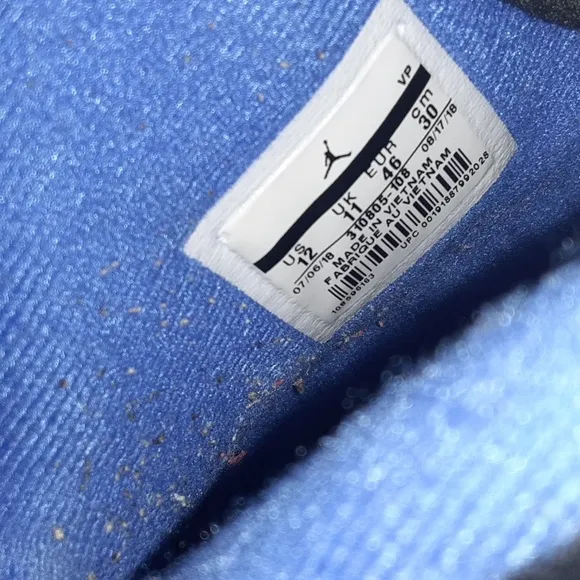 VP
US UK EUR cm
12 11 46 30
07/06/18 310805-108 08/17/18
MADE IN VIETNAM
FABRIQUE AU VIETNAM
UPC 00191887992028